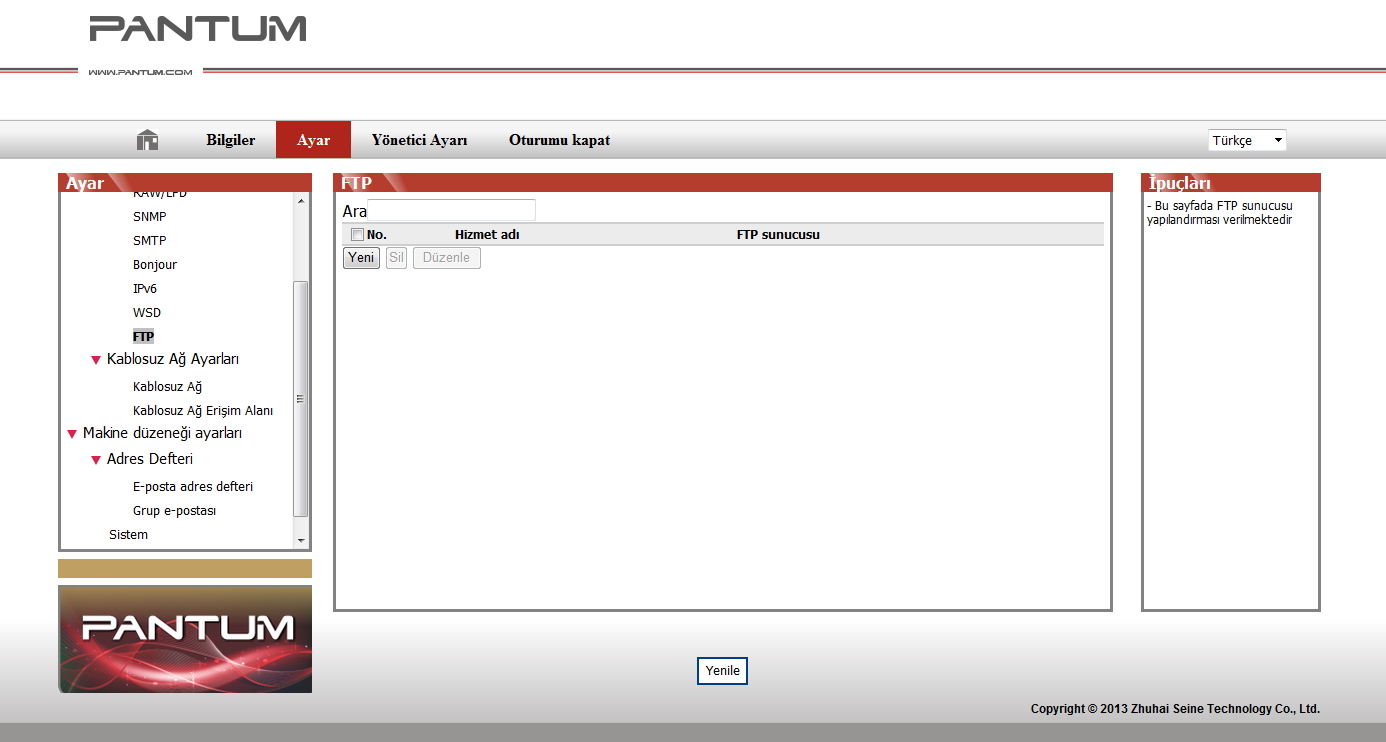 PANTUM
WWW.PANTUM.COM
Bilgiler
Ayar
Yönetici Ayarı
Oturumu kapat
Türkçe
Ayar
RAW/LPD
SNMP
SMTP
Bonjour
IPv6
WSD
FTP
Kablosuz Ağ Ayarları
Kablosuz Ağ
Kablosuz Ağ Erişim Alanı
Makine düzeneği ayarları
Adres Defteri
E-posta adres defteri
Grup e-postası
Sistem
PANTUM
FTP
Ara
No. Hizmet adı FTP sunucusu
Yeni Sil Düzenle
İpuçları
- Bu sayfada FTP sunucusu
yapılandırması verilmektedir
Yenile
Copyright © 2013 Zhuhai Seine Technology Co., Ltd.